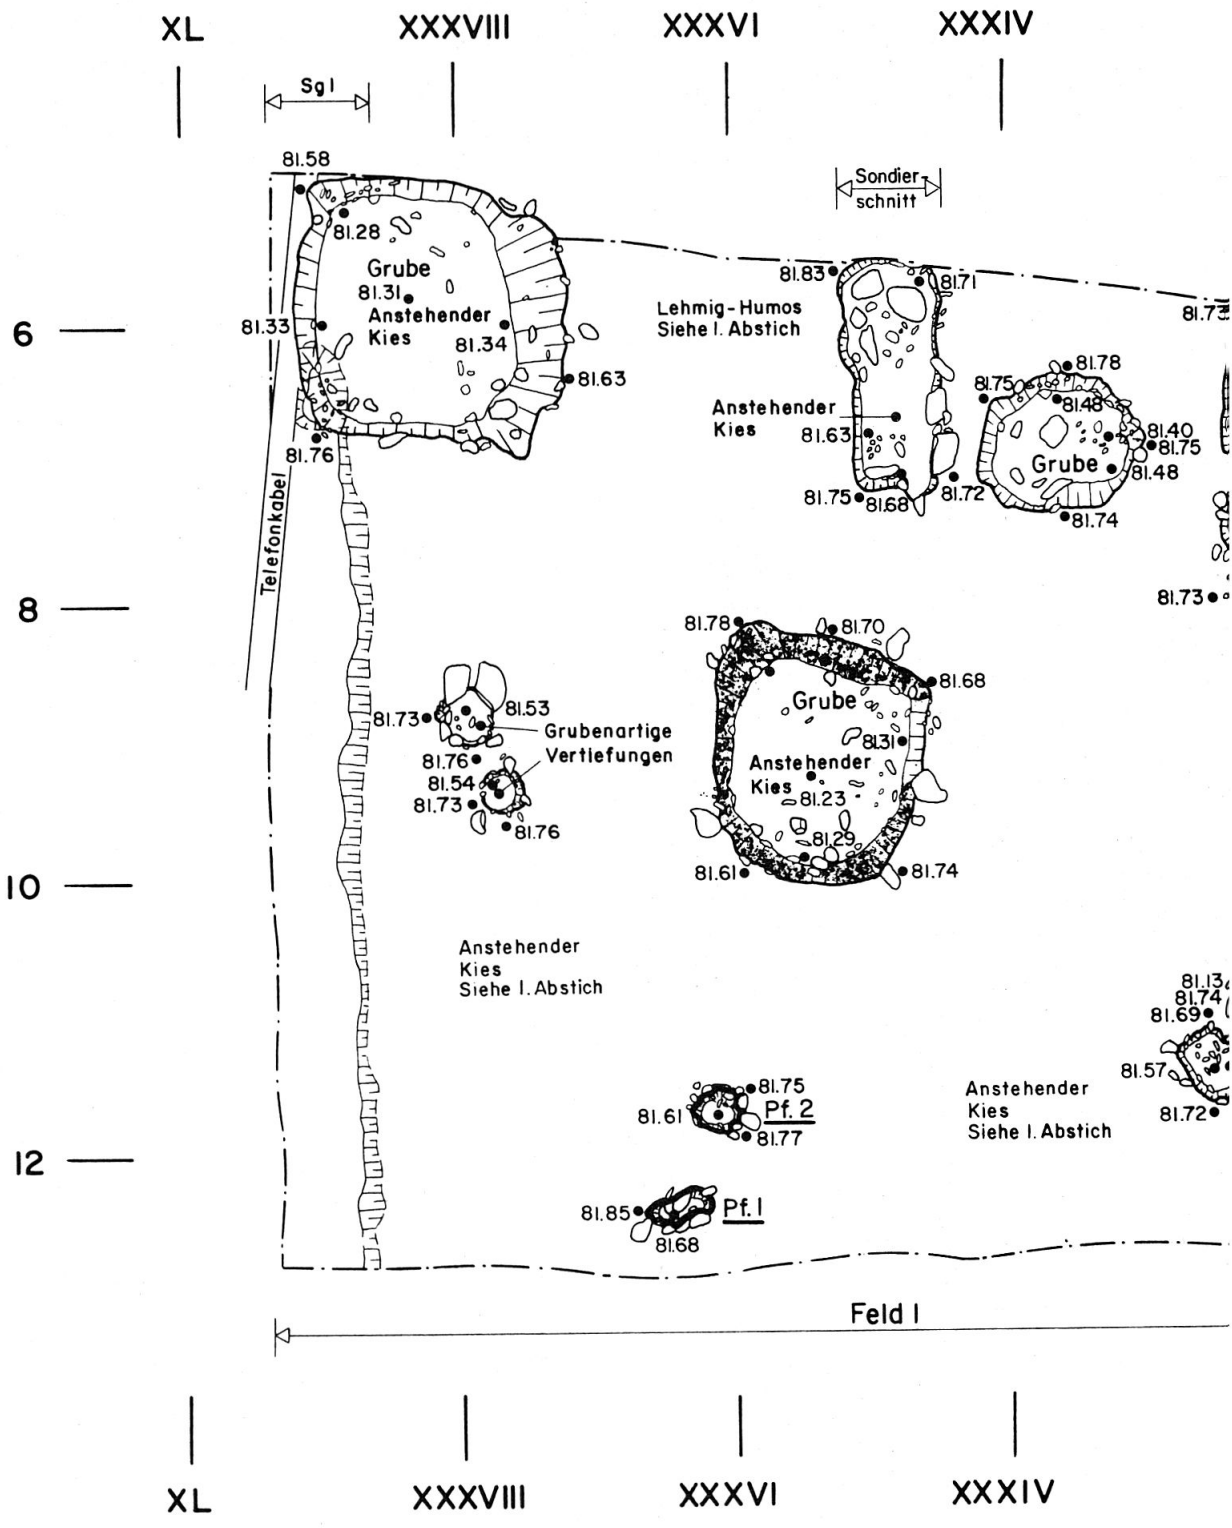 XL XXXVIII XXXVI XXXIV
Sg I
81.58
Sondier-
schnitt
81.28
Grube
81.31
81.83
81.71
Lehmig-Humos
Siehe I. Abstich
81.73
6
81.33
Anstehender
Kies
81.34
81.63
81.78
81.75
81.48
Anstehender
Kies
81.63
81.40
81.75
Grube
81.48
81.76
81.75
81.68
81.72
81.74
Telefonkabel
8
81.73
81.78
81.70
81.68
Grube
81.73
81.53
Grubenartige
Vertiefungen
81.31
81.76
81.54
81.73
81.76
Anstehender
Kies
81.23
81.29
81.61
81.74
10
Anstehender
Kies
Siehe I. Abstich
81.13
81.74
81.69
81.57
81.72
81.75
81.61
Pf. 2
81.77
Anstehender
Kies
Siehe I. Abstich
12
81.85
Pf. I
81.68
Feld I
XL XXXVIII XXXVI XXXIV